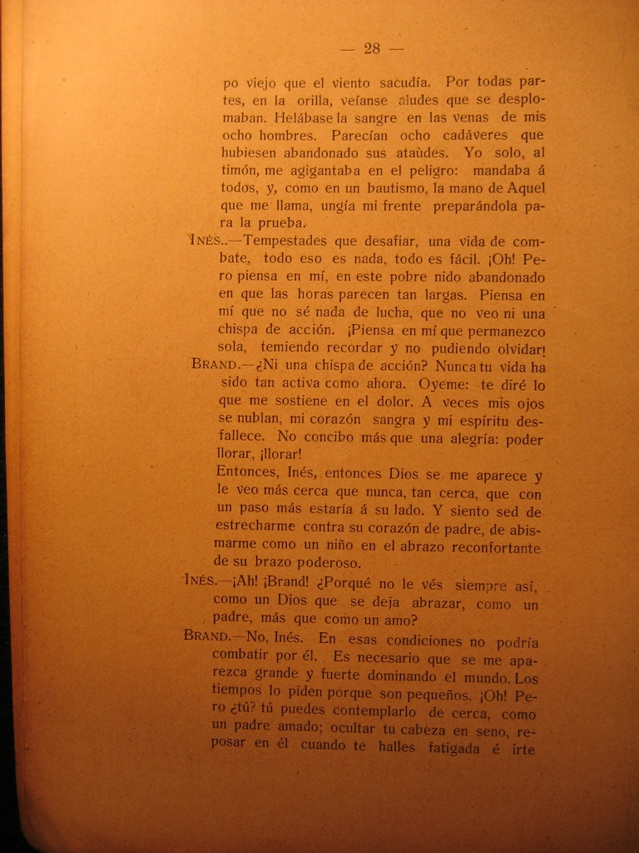 — 28 —
po viejo que el viento sacudía. Por todas par-
tes, en la orilla, veíanse aludes que se desplo-
maban. Helábase la sangre en las venas de mis
ocho hombres. Parecían ocho cadáveres que
hubiesen abandonado sus ataùdes. Yo solo, al
timón, me agigantaba en el peligro: mandaba á
todos, y, como en un bautismo, la mano de Aquel
que me llama, ungía mi frente preparándola pa-
ra la prueba.
INÉS..—Tempestades que desafiar, una vida de com-
bate, todo eso es nada, todo es fácil. ¡Oh! Pe-
ro piensa en mí, en este pobre nido abandonado
en que las horas parecen tan largas. Piensa en
mí que no sé nada de lucha, que no veo ni una
chispa de acción. ¡Piensa en mí que permanezco
sola, temiendo recordar y no pudiendo olvidar!
BRAND.—¿Ni una chispa de acción? Nunca tu vida ha
sido tan activa como ahora. Oyeme: te diré lo
que me sostiene en el dolor. A veces mis ojos
se nublan, mi corazón sangra y mi espíritu des-
fallece. No concibo más que una alegría: poder
llorar, ¡llorar!
Entonces, Inés, entonces Dios se me aparece y
le veo más cerca que nunca, tan cerca, que con
un paso más estaría á su lado. Y siento sed de
estrecharme contra su corazón de padre, de abis-
marme como un niño en el abrazo reconfortante
de su brazo poderoso.
INÉS.—¡Ah! ¡Brand! ¿Porqué no le vés siempre así,
como un Dios que se deja abrazar, como un
padre, más que como un amo?
BRAND.—No, Inés. En esas condiciones no podría
combatir por él. Es necesario que se me apa-
rezca grande y fuerte dominando el mundo. Los
tiempos lo piden porque son pequeños. ¡Oh! Pe-
ro ¿tú? tú puedes contemplarlo de cerca, como
un padre amado; ocultar tu cabeza en seno, re-
posar en él cuando te halles fatigada é irte